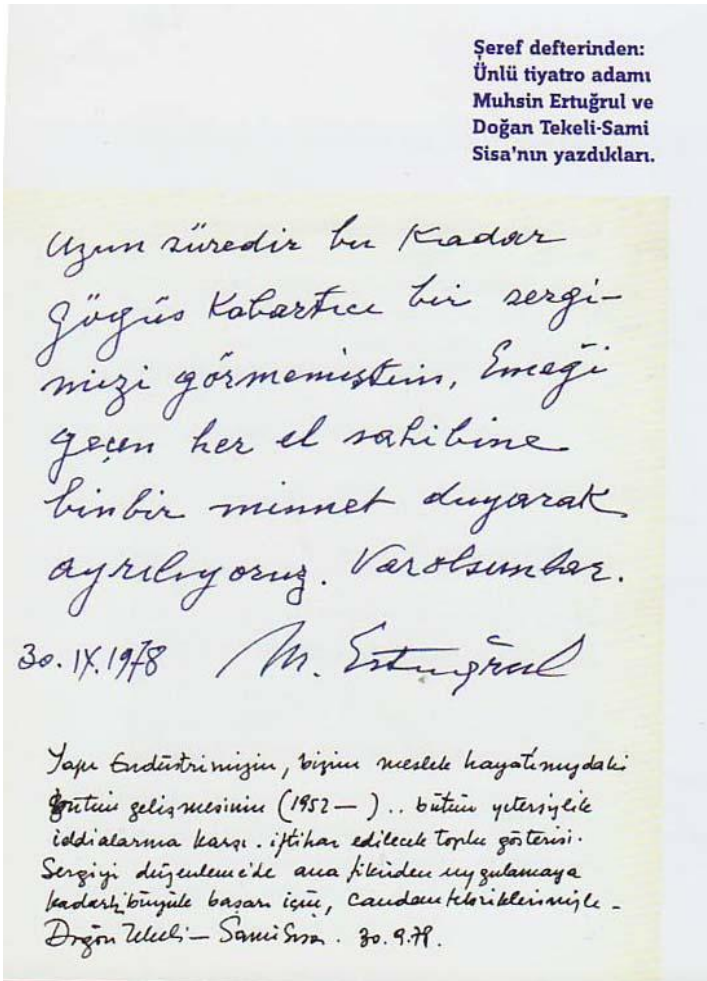 Şeref defterinden:
Ünlü tiyatro adamı
Muhsin Ertuğrul ve
Doğan Tekeli-Sami
Sisa'nın yazdıkları.
Uzun süredir bu kadar
göğüs kabartıcı bir sergi-
mizi görmemiştim. Emeği
geçen her el sahibine
binbir minnet duyarak
ayrılıyoruz. Varolsunlar.
30.IX.1978 M. Ertuğrul
Yapı Endüstrimizin, bizim meslek hayatımızdaki
bütün gelişmesinin (1952 — ) .. bütün yetersizlik
iddialarına karşı . iftihar edilecek toplu gösterisi.
Sergiyi düzenleme'de ana fikirden uygulamaya
kadarki büyük başarı için, candan tebriklerimizle -
Doğan Tekeli — Sami Sisa . 30.9.78.